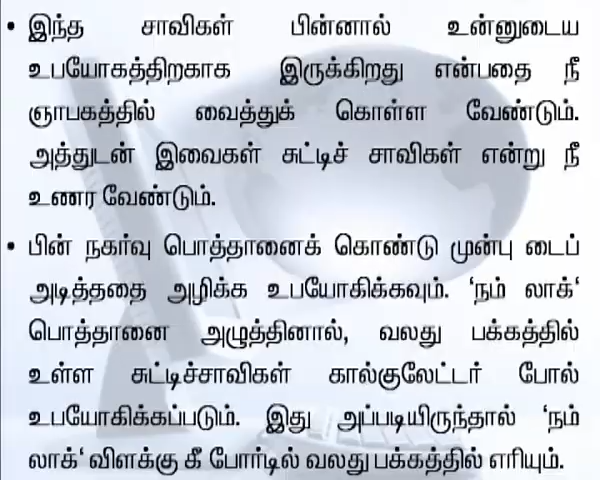 • இந்த சாவிகள் பின்னால் உன்னுடைய
உபயோகத்திறகாக இருக்கிறது என்பதை நீ
ஞாபகத்தில் வைத்துக் கொள்ள வேண்டும்.
அத்துடன் இவைகள் சுட்டிச் சாவிகள் என்று நீ
உணர வேண்டும்.
• பின் நகர்வு பொத்தானைக் கொண்டு முன்பு டைப்
அடித்ததை அழிக்க உபயோகிக்கவும். ‘நம் லாக்‘
பொத்தானை அழுத்தினால், வலது பக்கத்தில்
உள்ள சுட்டிச்சாவிகள் கால்குலேட்டர் போல்
உபயோகிக்கப்படும். இது அப்படியிருந்தால் ‘நம்
லாக்‘ விளக்கு கீ போர்டில் வலது பக்கத்தில் எரியும்.